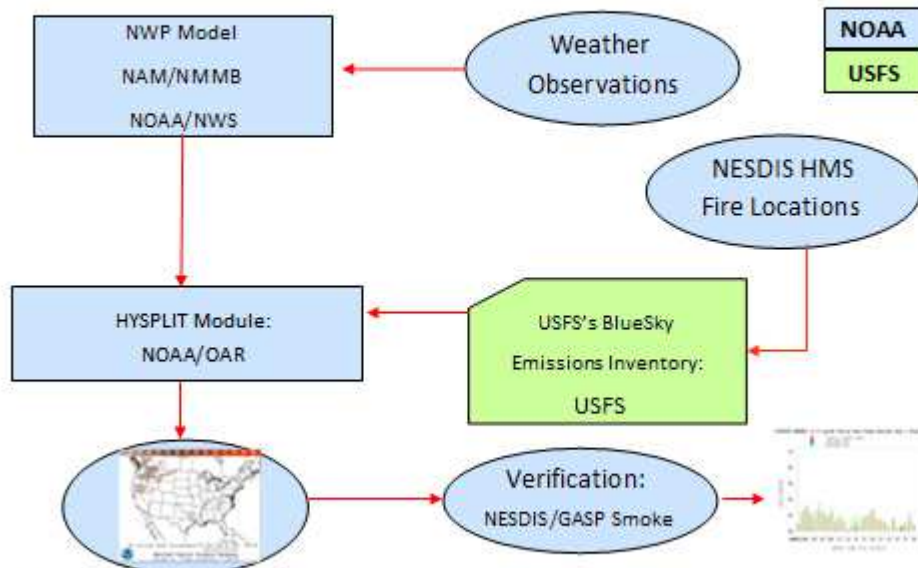 NWP Model
NAM/NMMB
NOAA/NWS
Weather
Observations
NOAA
USFS
NESDIS HMS
Fire Locations
HYSPLIT Module:
NOAA/OAR
USFS's BlueSky
Emissions Inventory:
USFS
Verification:
NESDIS/GASP Smoke